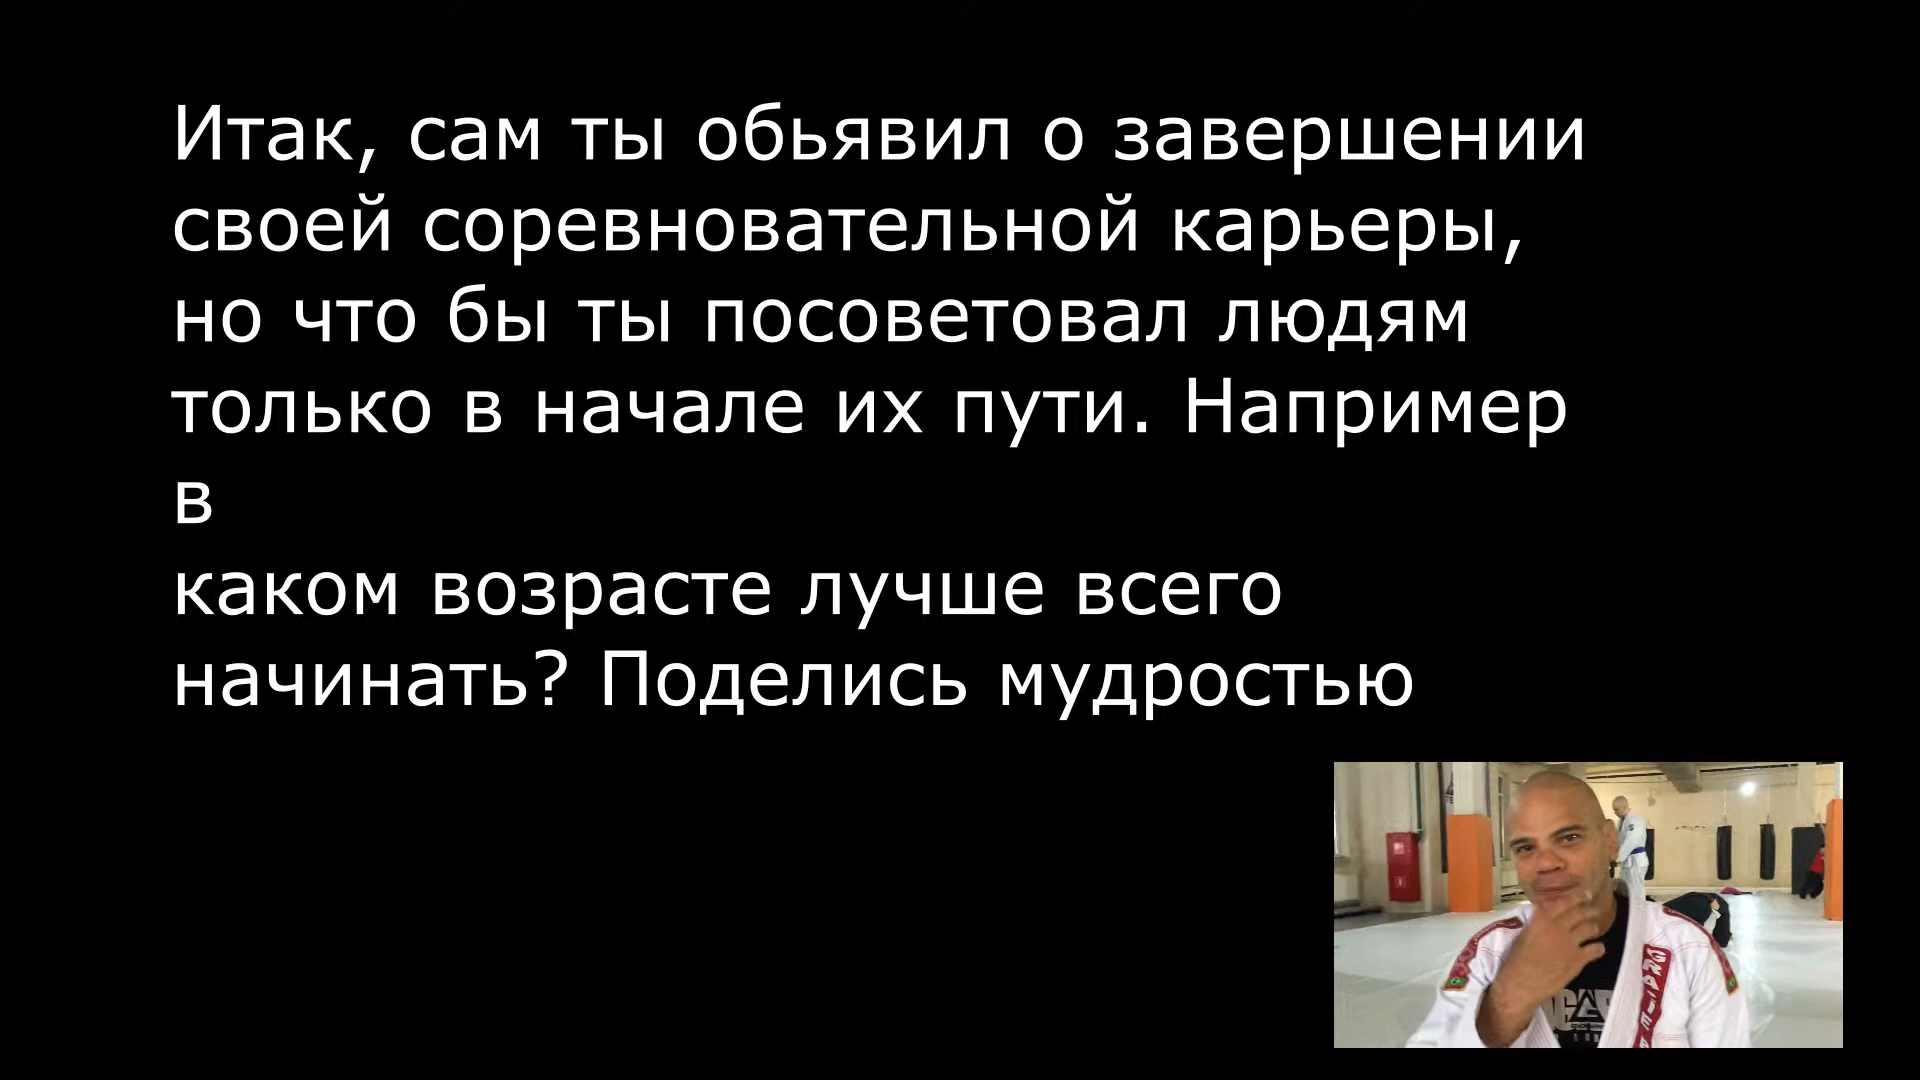 Итак, сам ты обьявил о завершении
своей соревновательной карьеры,
но что бы ты посоветовал людям
только в начале их пути. Например
в
каком возрасте лучше всего
начинать? Поделись мудростью